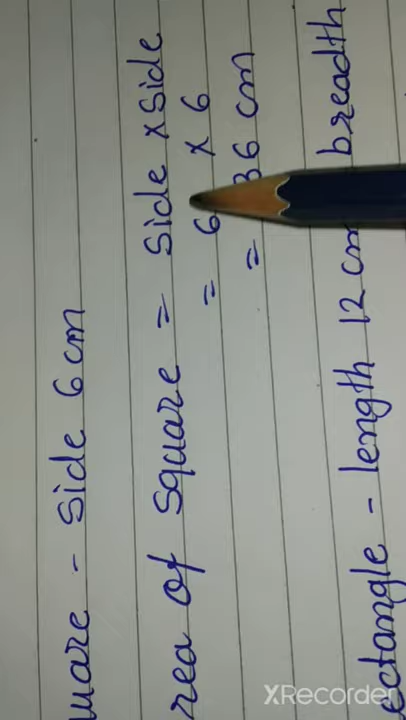 uare - side 6 cm
rea of square = side x side
= 6 x 6
= 36 cm
ectangle - length 12 cm breadth
XRecorder